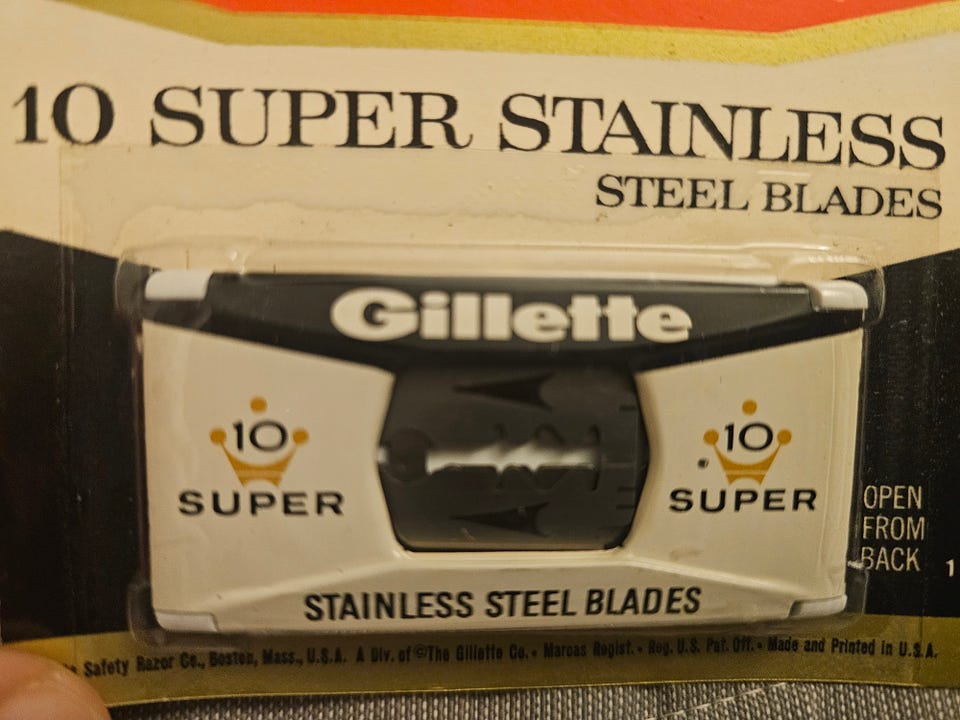 10 SUPER STAINLESS
STEEL BLADES
Gillette
10
SUPER
10
SUPER
OPEN
FROM
BACK
1
STAINLESS STEEL BLADES
Safety Razor Co., Boston, Mass., U.S.A. A Div. of ©The Gillette Co. • Marcas Regist. • Reg. U.S. Pat. Off. • Made and Printed in U.S.A.